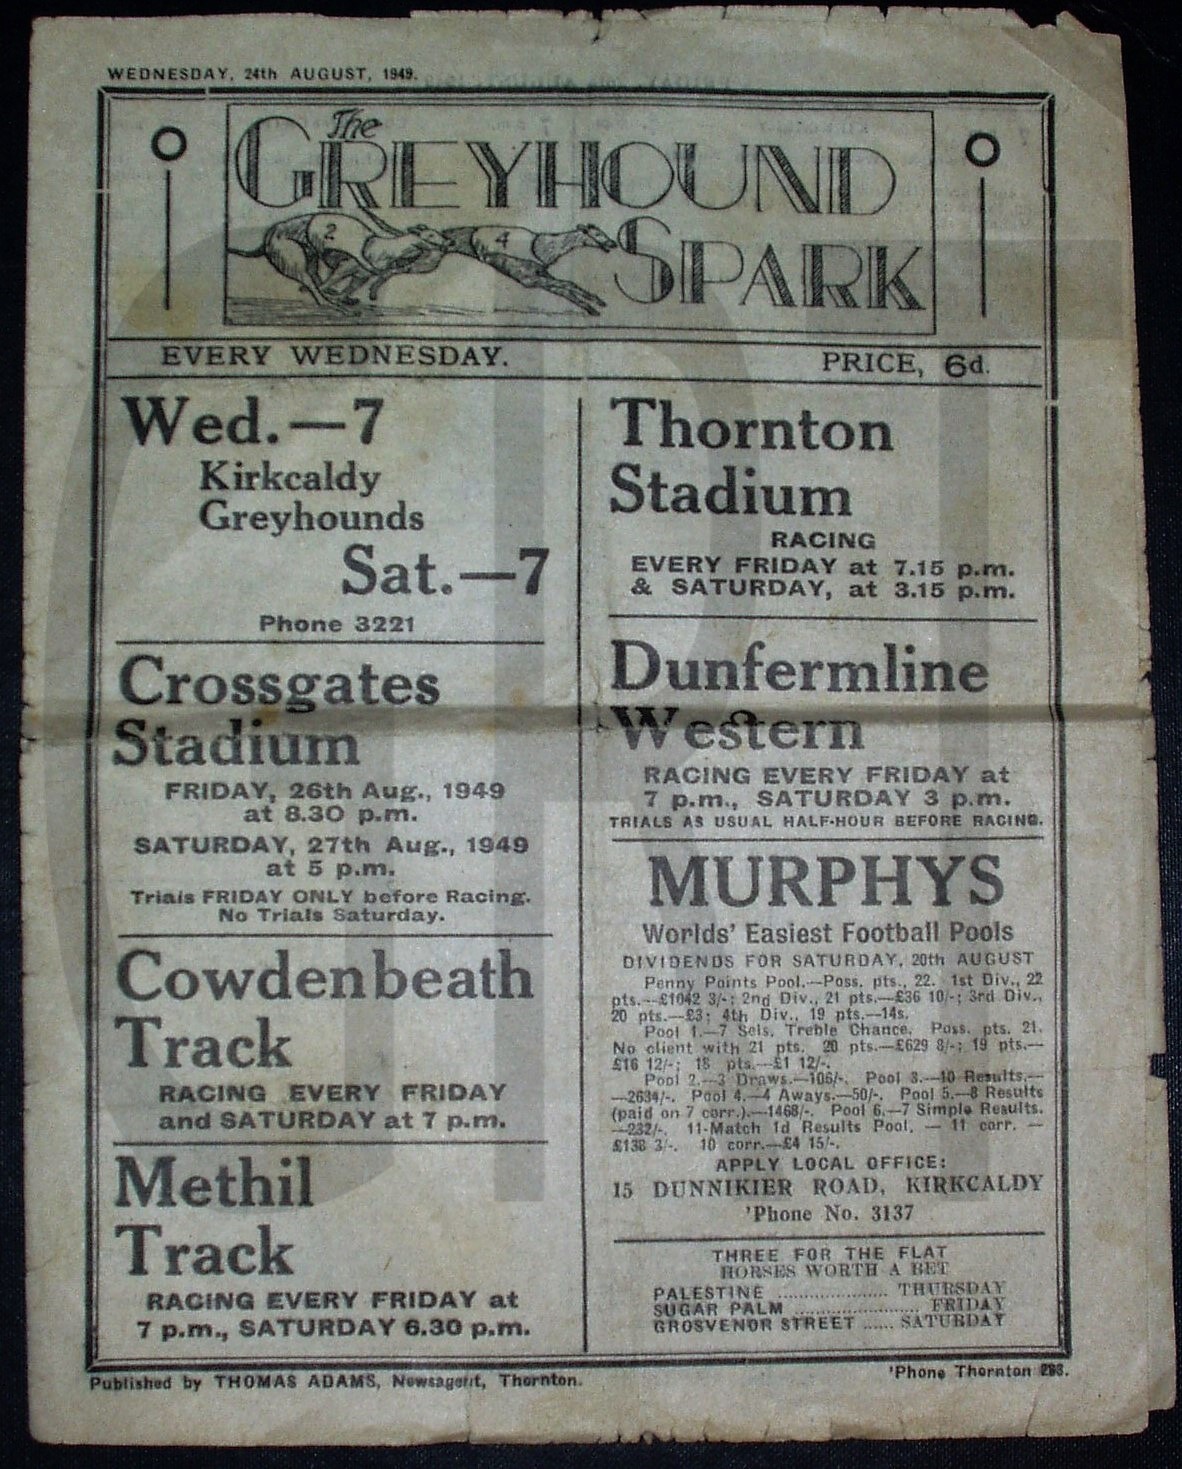 WEDNESDAY, 24th AUGUST, 1949.
The
GREYHOUND
SPARK
2
4
EVERY WEDNESDAY.
PRICE, 6d.
Wed.—7
Kirkcaldy
Greyhounds
Sat.—7
Phone 3221
Crossgates
Stadium
FRIDAY, 26th Aug., 1949
at 8.30 p.m.
SATURDAY, 27th Aug., 1949
at 5 p.m.
Trials FRIDAY ONLY before Racing.
No Trials Saturday.
Cowdenbeath
Track
RACING EVERY FRIDAY
and SATURDAY at 7 p.m.
Methil
Track
RACING EVERY FRIDAY at
7 p.m., SATURDAY 6.30 p.m.
Thornton
Stadium
RACING
EVERY FRIDAY at 7.15 p.m.
& SATURDAY, at 3.15 p.m.
Dunfermline
Western
RACING EVERY FRIDAY at
7 p.m., SATURDAY 3 p.m.
TRIALS AS USUAL HALF-HOUR BEFORE RACING.
MURPHYS
Worlds' Easiest Football Pools
DIVIDENDS FOR SATURDAY, 20th AUGUST
Penny Points Pool.—Poss. pts., 22. 1st Div., 22
pts.—£1042 3/-; 2nd Div., 21 pts.—£36 10/-; 3rd Div.,
20 pts.—£3; 4th Div., 19 pts.—14s.
Pool 1.—7 Sels. Treble Chance. Poss. pts. 21.
No client with 21 pts. 20 pts.—£629 8/-; 19 pts.—
£16 12/-; 18 pts.—£1 12/-.
Pool 2.—3 Draws.—106/-. Pool 3.—10 Results.—
—2634/-. Pool 4.—4 Aways.—50/-. Pool 5.—8 Results
(paid on 7 corr.).—1468/-. Pool 6.—7 Simple Results.
—232/-. 11-Match 1d Results Pool. — 11 corr. —
£138 3/-. 10 corr.—£4 15/-.
APPLY LOCAL OFFICE:
15 DUNNIKIER ROAD, KIRKCALDY
'Phone No. 3137
THREE FOR THE FLAT
HORSES WORTH A BET
PALESTINE ..................... THURSDAY
SUGAR PALM ........................ FRIDAY
GROSVENOR STREET ...... SATURDAY
Published by THOMAS ADAMS, Newsagent, Thornton.
'Phone Thornton